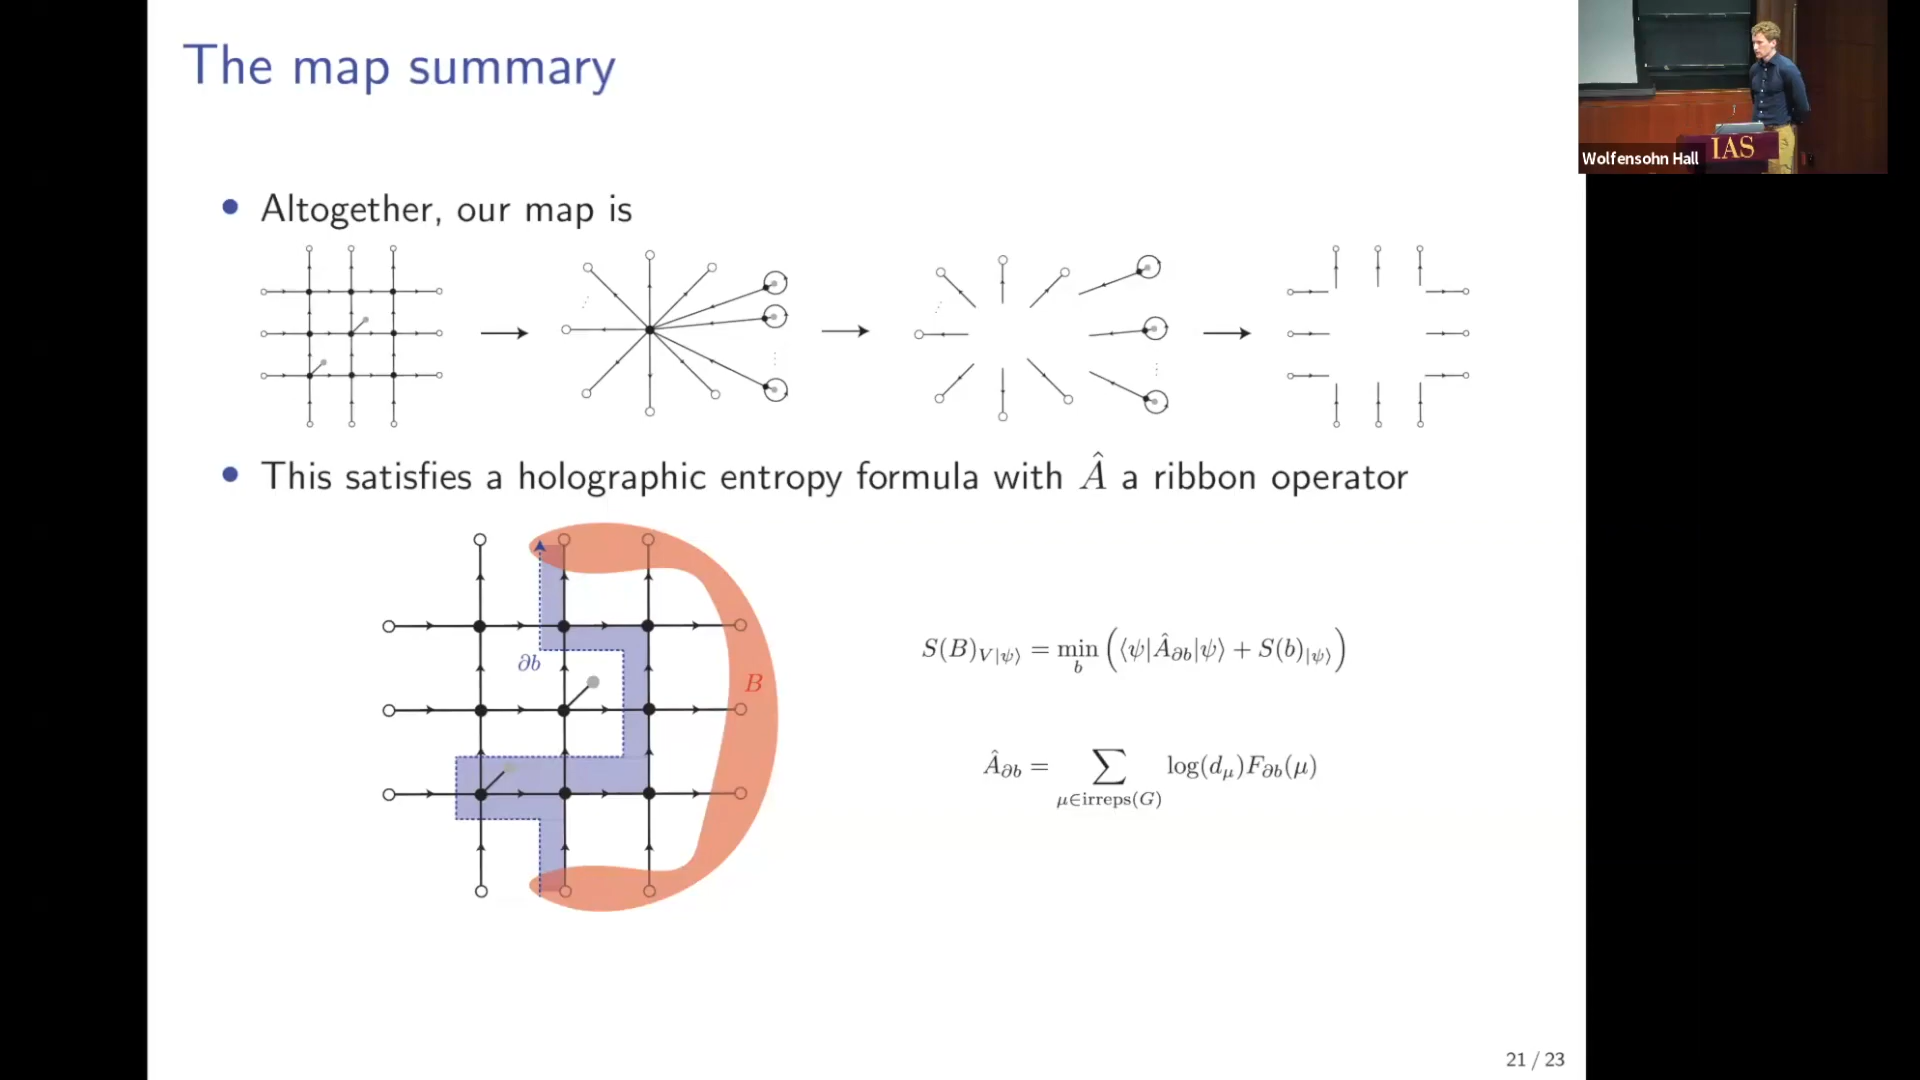 The map summary
Wolfensohn Hall
IAS
• Altogether, our map is
• This satisfies a holographic entropy formula with Â a ribbon operator
∂b
B
S(B)_{V|ψ⟩} = min_b (⟨ψ|Â_{∂b}|ψ⟩ + S(b)_{|ψ⟩})
Â_{∂b} = ∑_{μ∈irreps(G)} log(d_μ)F_{∂b}(μ)
21 / 23